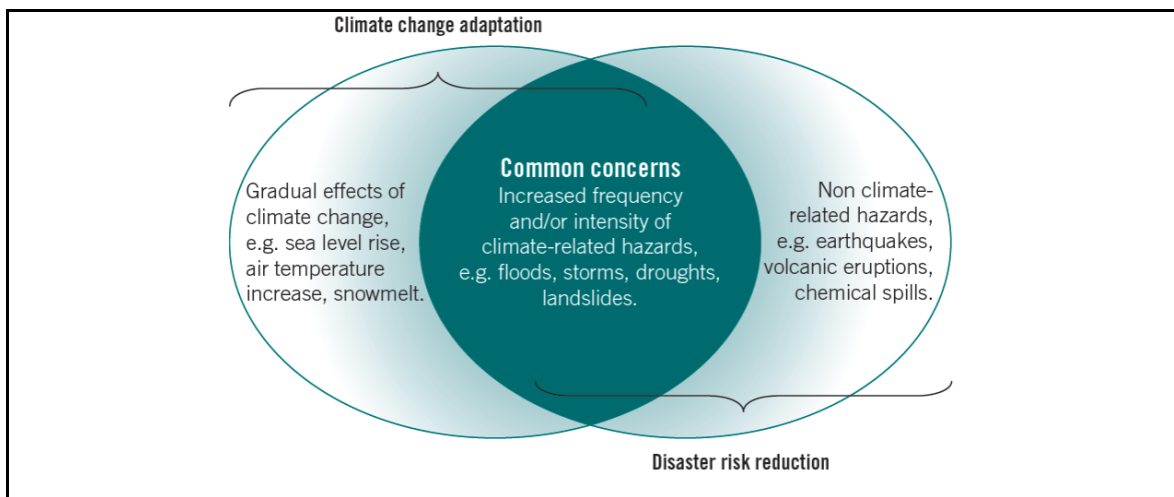 Climate change adaptation
Gradual effects of
climate change,
e.g. sea level rise,
air temperature
increase, snowmelt.
Common concerns
Increased frequency
and/or intensity of
climate-related hazards,
e.g. floods, storms, droughts,
landslides.
Non climate-
related hazards,
e.g. earthquakes,
volcanic eruptions,
chemical spills.
Disaster risk reduction